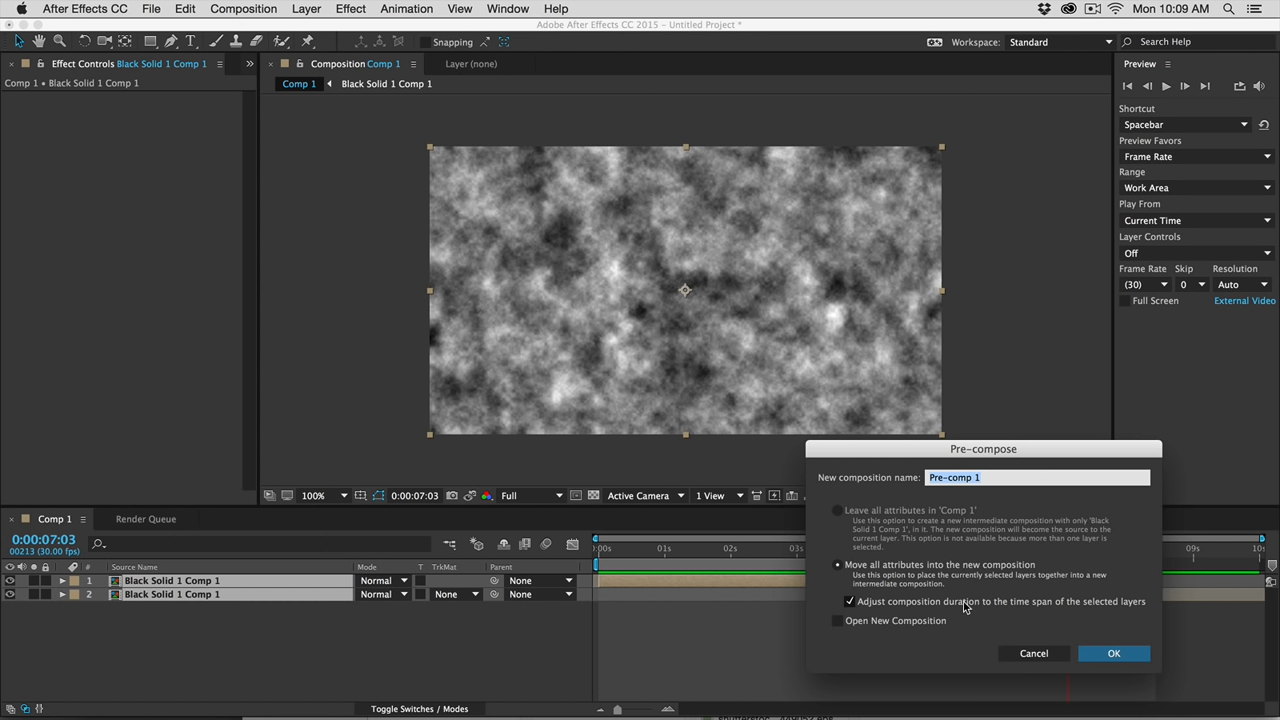 After Effects CC File Edit Composition Layer Effect Animation View Window Help Mon 10:09 AM
Adobe After Effects CC 2015 - Untitled Project *
Snapping Workspace: Standard Search Help
Effect Controls Black Solid 1 Comp 1 Composition Comp 1 Layer (none) Preview
Comp 1 • Black Solid 1 Comp 1 Comp 1 Black Solid 1 Comp 1
Shortcut
Spacebar
Preview Favors
Frame Rate
Range
Work Area
Play From
Current Time
Layer Controls
Off
Frame Rate Skip Resolution
(30) 0 Auto
Full Screen External Video
Pre-compose
New composition name: Pre-comp 1
Leave all attributes in 'Comp 1'
Use this option to create a new intermediate composition with only 'Black
Solid 1 Comp 1', in it. The new composition will become the source to the
current layer. This option is not available because more than one layer is
selected.
Move all attributes into the new composition
Use this option to place the currently selected layers together into a new
intermediate composition.
Adjust composition duration to the time span of the selected layers
Open New Composition
Cancel OK
100% 0:00:07:03 Full Active Camera 1 View
Comp 1 Render Queue
0:00:07:03
00213 (30.00 fps)
:00s 01s 02s 03s 09s 10s
# Source Name Mode T TrkMat Parent
1 Black Solid 1 Comp 1 Normal None
2 Black Solid 1 Comp 1 Normal None None
Toggle Switches / Modes